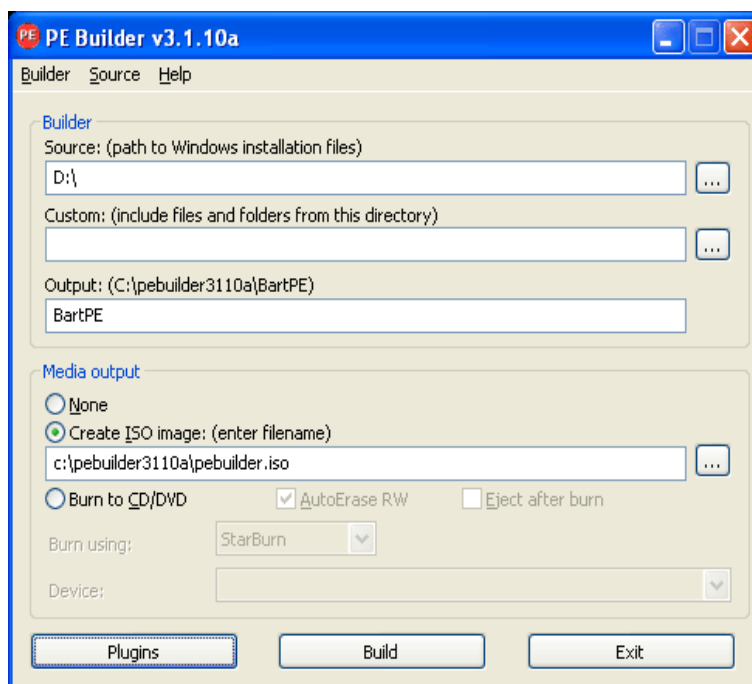 PE PE Builder v3.1.10a
Builder Source Help
Builder
Source: (path to Windows installation files)
D:\
...
Custom: (include files and folders from this directory)
...
Output: (C:\pebuilder3110a\BartPE)
BartPE
Media output
None
Create ISO image: (enter filename)
c:\pebuilder3110a\pebuilder.iso
...
Burn to CD/DVD AutoErase RW Eject after burn
Burn using: StarBurn
Device:
Plugins Build Exit